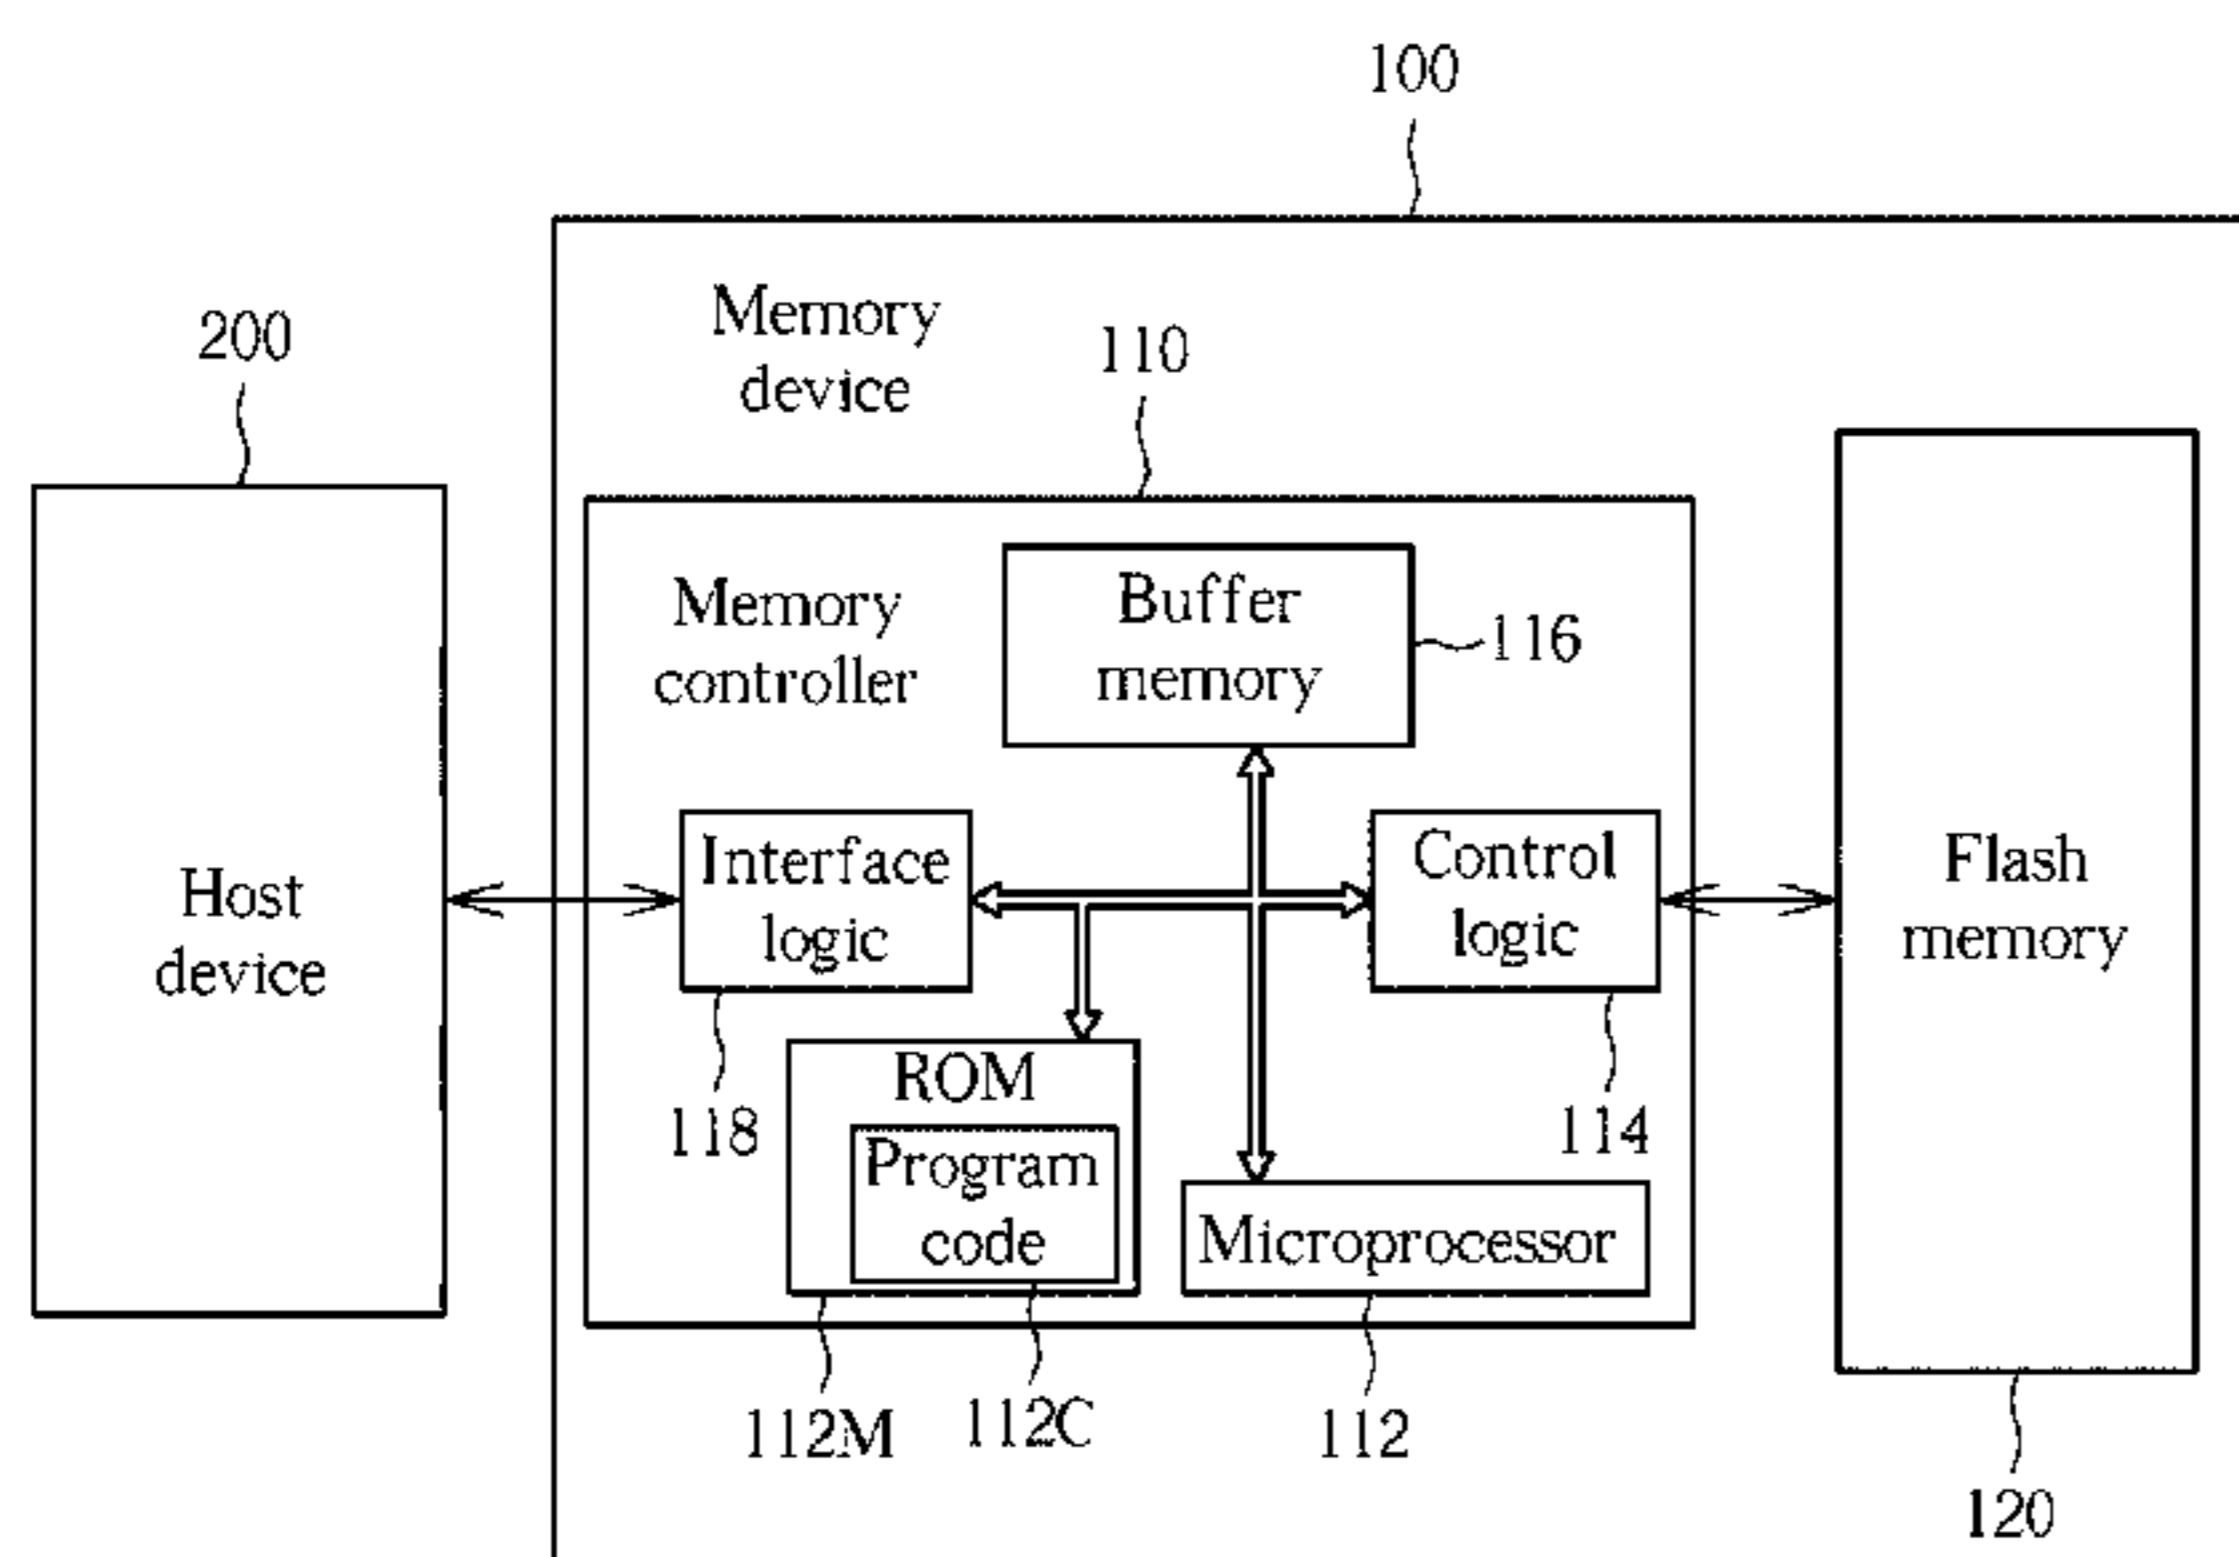 100
Memory
device
200
110
Memory
controller
Buffer
memory
116
Interface
logic
Control
logic
Host
device
Flash
memory
118
ROM
Program
code
114
Microprocessor
112M
112C
112
120